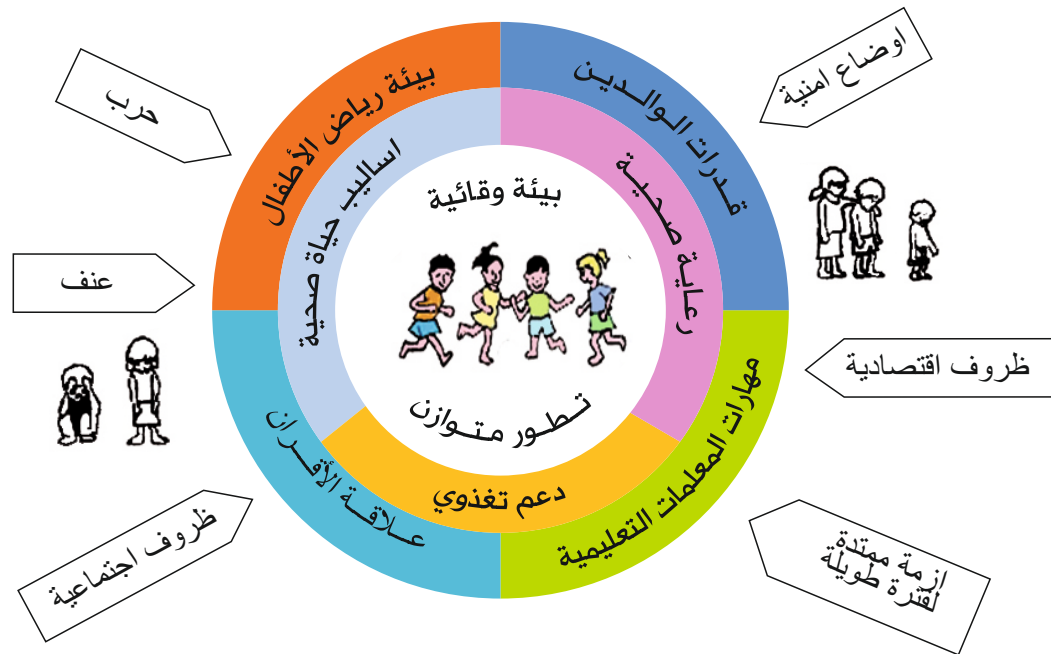 اوضاع امنية
حرب
بيئة رياض الأطفال
قدرات الوالدين
اساليب حياة صحية
رعاية صحية
بيئة وقائية
عنف
ظروف اقتصادية
تطور متوازن
مهارات المعلمات التعليمية
علاقة الأقران
دعم تغذوي
ظروف اجتماعية
ازمة ممتدة
لفترة طويلة